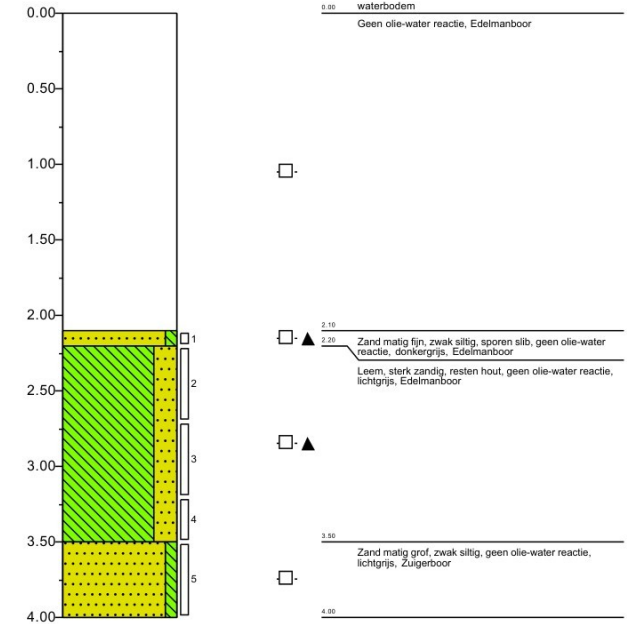 0.00
0.50
1.00
1.50
2.00
2.50
3.00
3.50
4.00
1
2
3
4
5
0.00 waterbodem
Geen olie-water reactie, Edelmanboor
2.10
2.20 Zand matig fijn, zwak siltig, sporen slib, geen olie-water
reactie, donkergrijs, Edelmanboor
Leem, sterk zandig, resten hout, geen olie-water reactie,
lichtgrijs, Edelmanboor
3.50
Zand matig grof, zwak siltig, geen olie-water reactie,
lichtgrijs, Zuigerboor
4.00